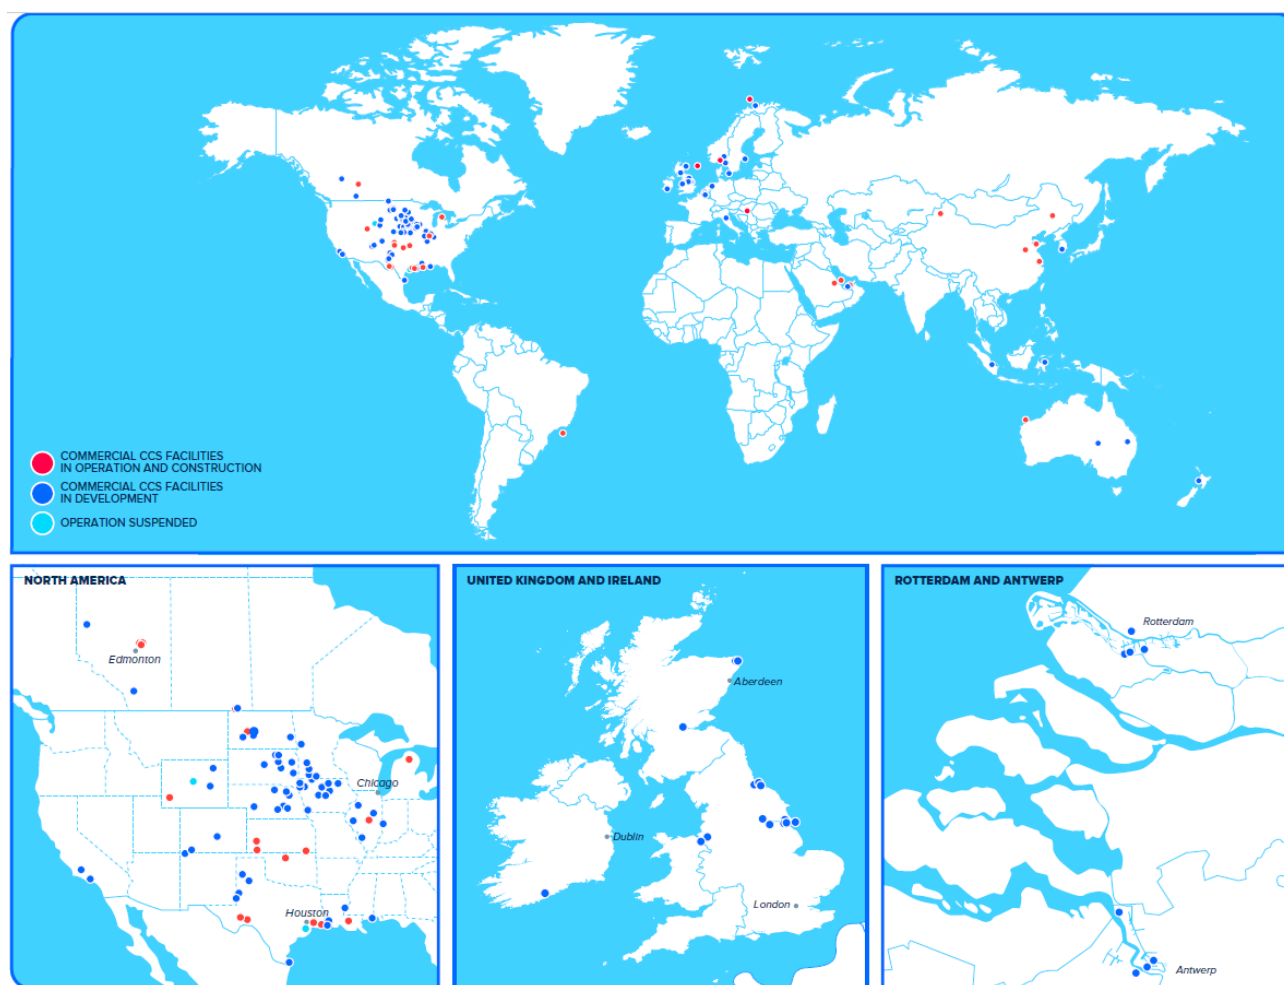 COMMERCIAL CCS FACILITIES
IN OPERATION AND CONSTRUCTION
COMMERCIAL CCS FACILITIES
IN DEVELOPMENT
OPERATION SUSPENDED
NORTH AMERICA
Edmonton
Chicago
Houston
UNITED KINGDOM AND IRELAND
Aberdeen
Dublin
London
ROTTERDAM AND ANTWERP
Rotterdam
Antwerp